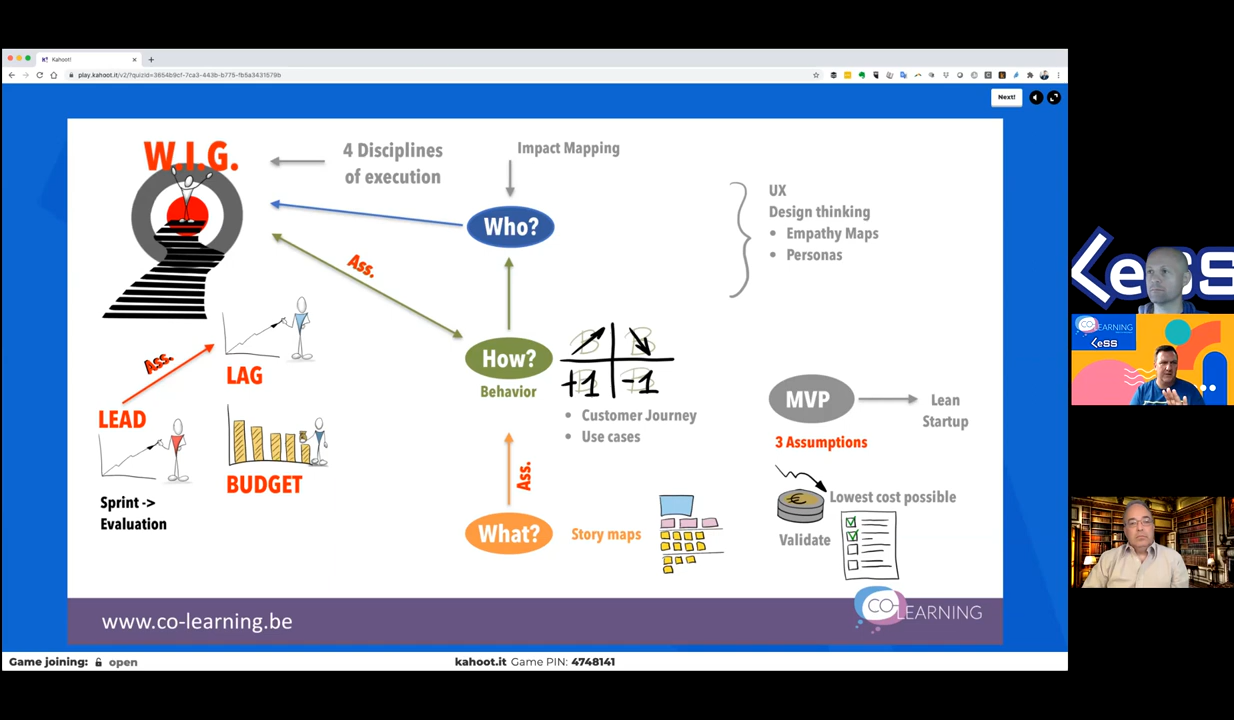 Kahoot!
play.kahoot.it/v2/?quizId=3654b9cf-7ca3-443b-b775-fb5a3431579b
Next!
W.I.G.
4 Disciplines
of execution
Impact Mapping
Who?
UX
Design thinking
• Empathy Maps
• Personas
Ass.
LAG
Ass.
LEAD
How?
Behavior
B
B
+1
-1
• Customer Journey
• Use cases
MVP
Lean
Startup
3 Assumptions
BUDGET
Sprint ->
Evaluation
Ass.
What?
Story maps
€
Lowest cost possible
Validate
www.co-learning.be
CO-LEARNING
Game joining: open
kahoot.it Game PIN: 4748141
LeSS
CO-LEARNING
LeSS